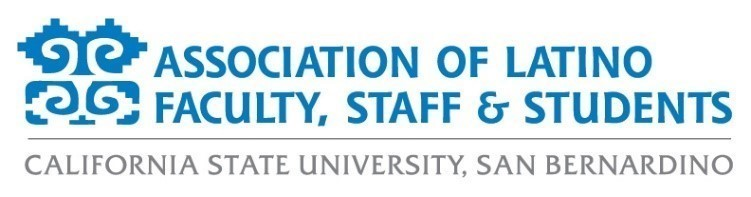 ASSOCIATION OF LATINO
FACULTY, STAFF & STUDENTS
CALIFORNIA STATE UNIVERSITY, SAN BERNARDINO